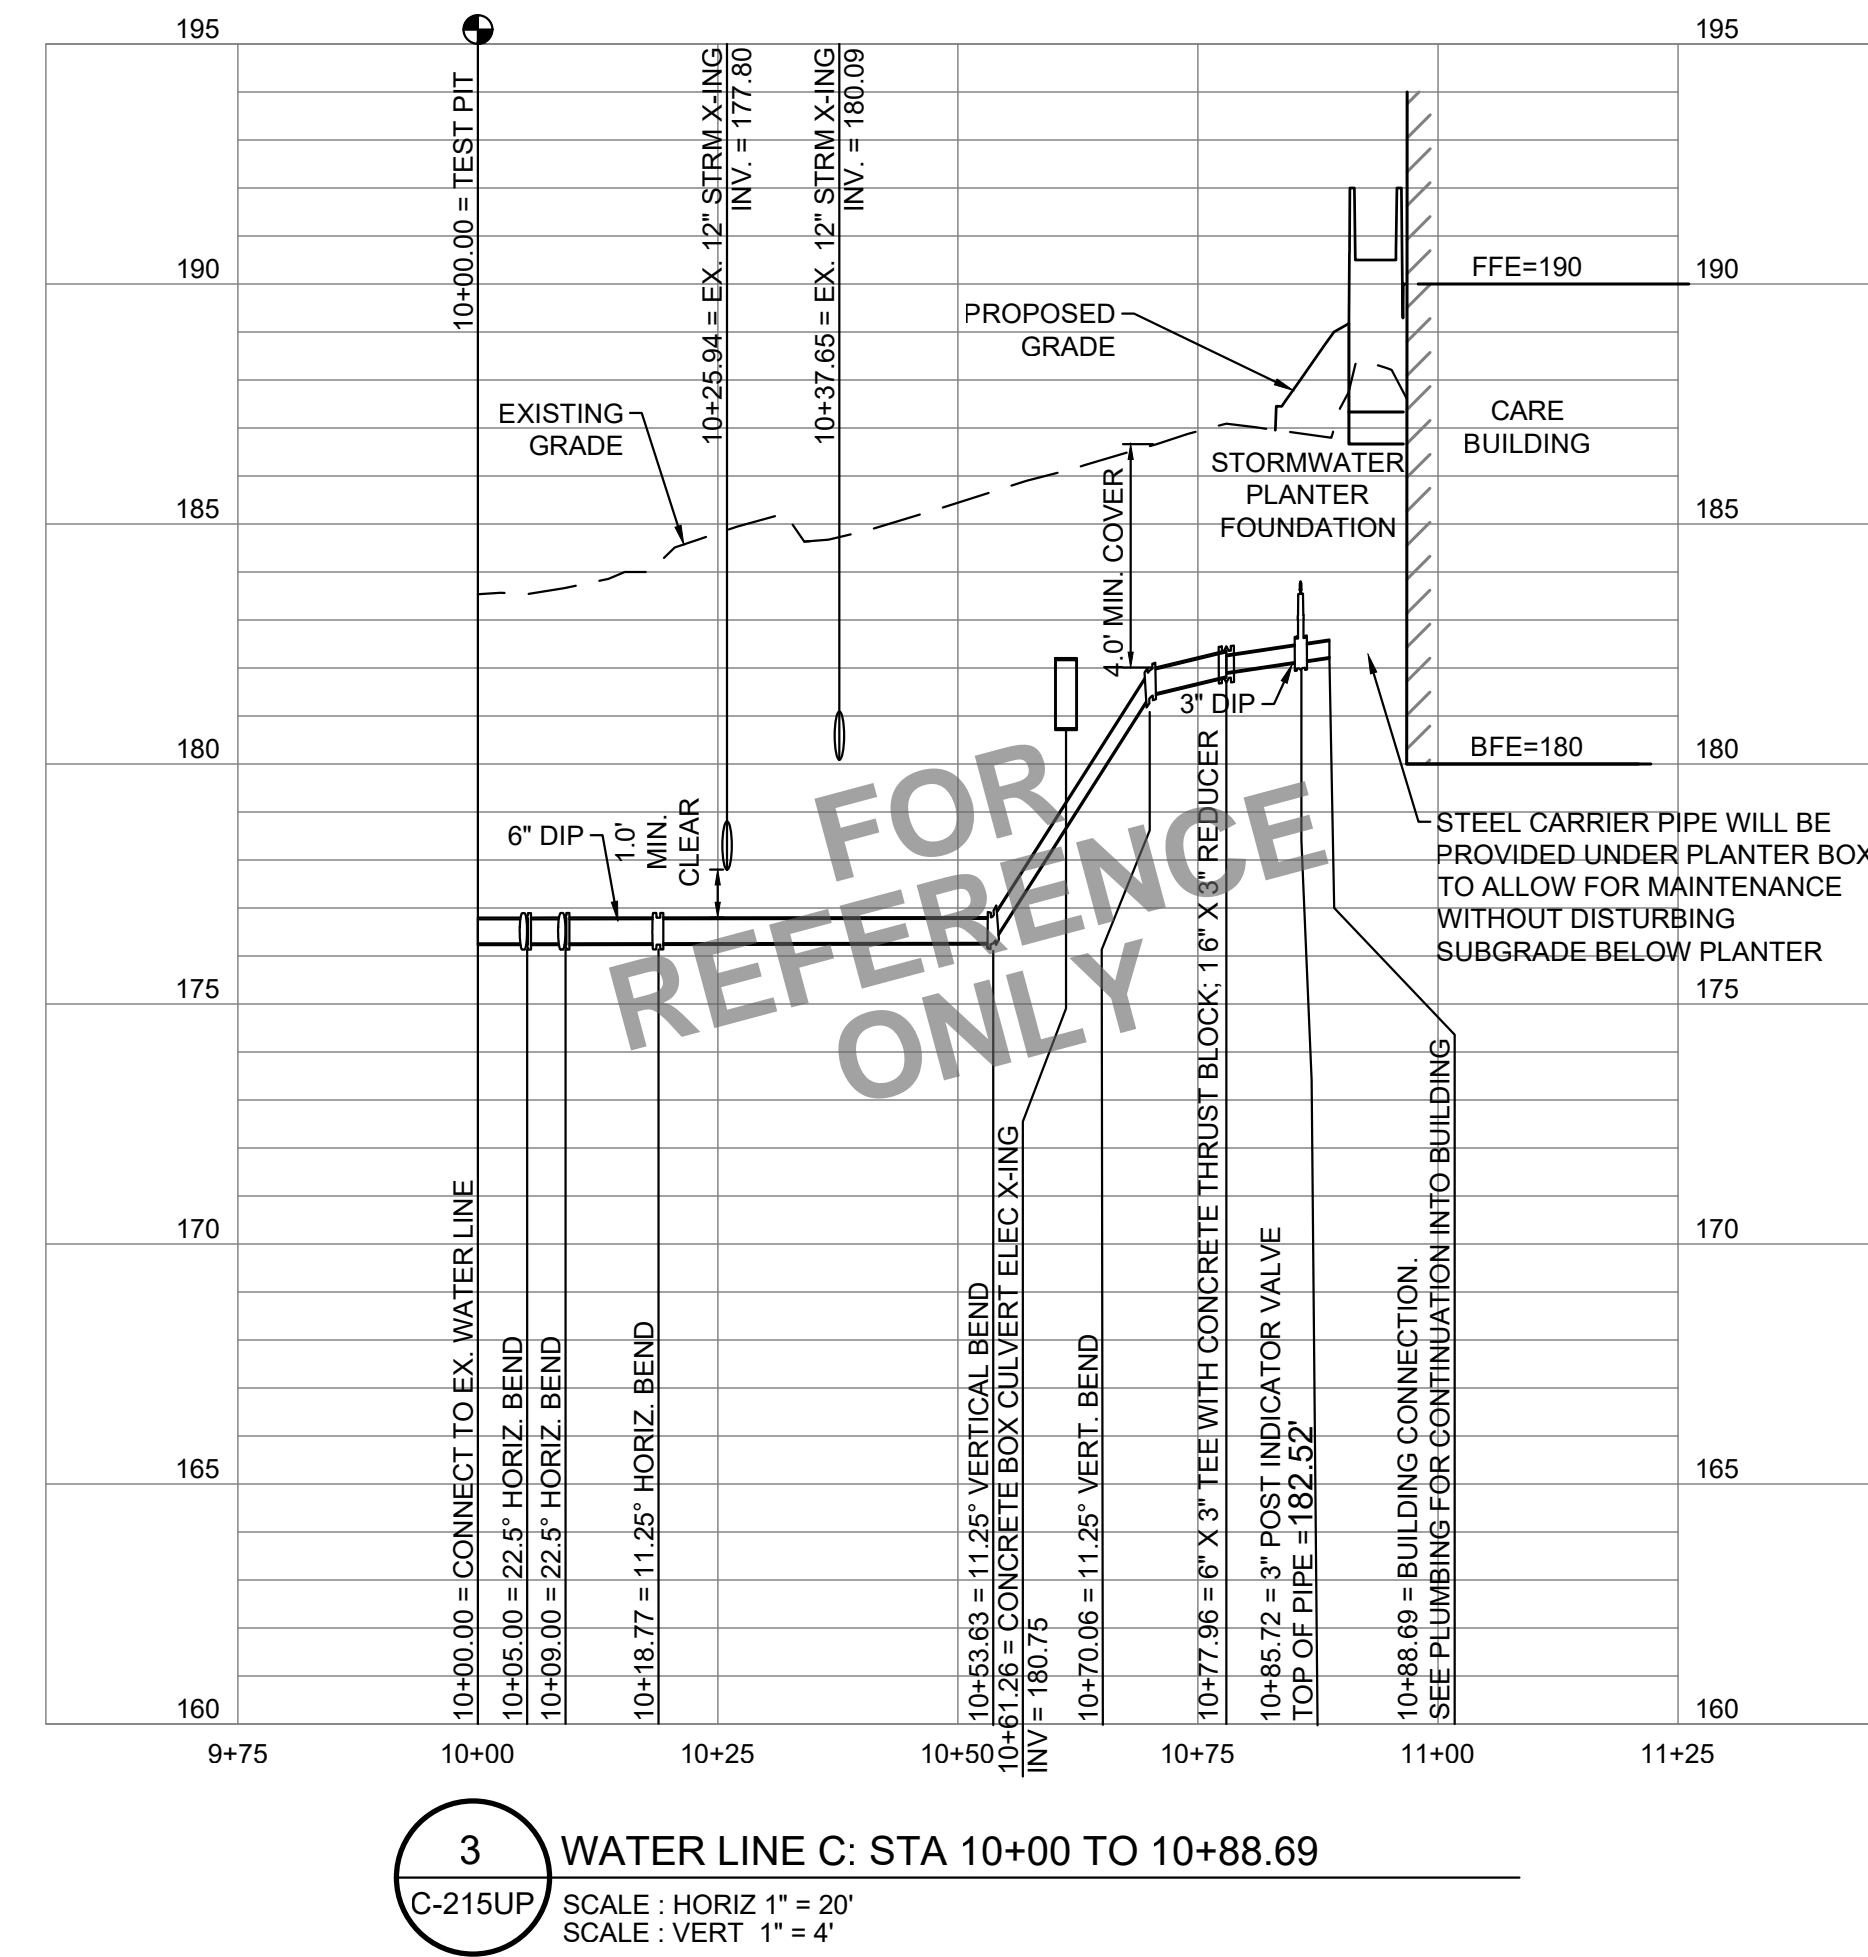 195
195
190
190
185
185
180
180
175
175
170
170
165
165
160
160
10+00.00 = TEST PIT
10+25.94 = EX. 12" STRM X-ING
INV. = 177.80
10+37.65 = EX. 12" STRM X-ING
INV. = 180.09
FFE=190
PROPOSED
GRADE
EXISTING
GRADE
CARE
BUILDING
STORMWATER
PLANTER
FOUNDATION
4.0' MIN. COVER
3" DIP
BFE=180
6" DIP
1.0'
MIN.
CLEAR
STEEL CARRIER PIPE WILL BE
PROVIDED UNDER PLANTER BOX
TO ALLOW FOR MAINTENANCE
WITHOUT DISTURBING
SUBGRADE BELOW PLANTER
FOR
REFERENCE
ONLY
10+00.00 = CONNECT TO EX. WATER LINE
10+05.00 = 22.5° HORIZ. BEND
10+09.00 = 22.5° HORIZ. BEND
10+18.77 = 11.25° HORIZ. BEND
10+53.63 = 11.25° VERTICAL BEND
10+61.26 = CONCRETE BOX CULVERT ELEC X-ING
INV = 180.75
10+70.06 = 11.25° VERT. BEND
10+77.96 = 6" X 3" TEE WITH CONCRETE THRUST BLOCK; 1 6" X 3" REDUCER
10+85.72 = 3" POST INDICATOR VALVE
TOP OF PIPE =182.52'
10+88.69 = BUILDING CONNECTION.
SEE PLUMBING FOR CONTINUATION INTO BUILDING
9+75
10+00
10+25
10+50
10+75
11+00
11+25
3
C-215UP
WATER LINE C: STA 10+00 TO 10+88.69
SCALE : HORIZ 1" = 20'
SCALE : VERT 1" = 4'